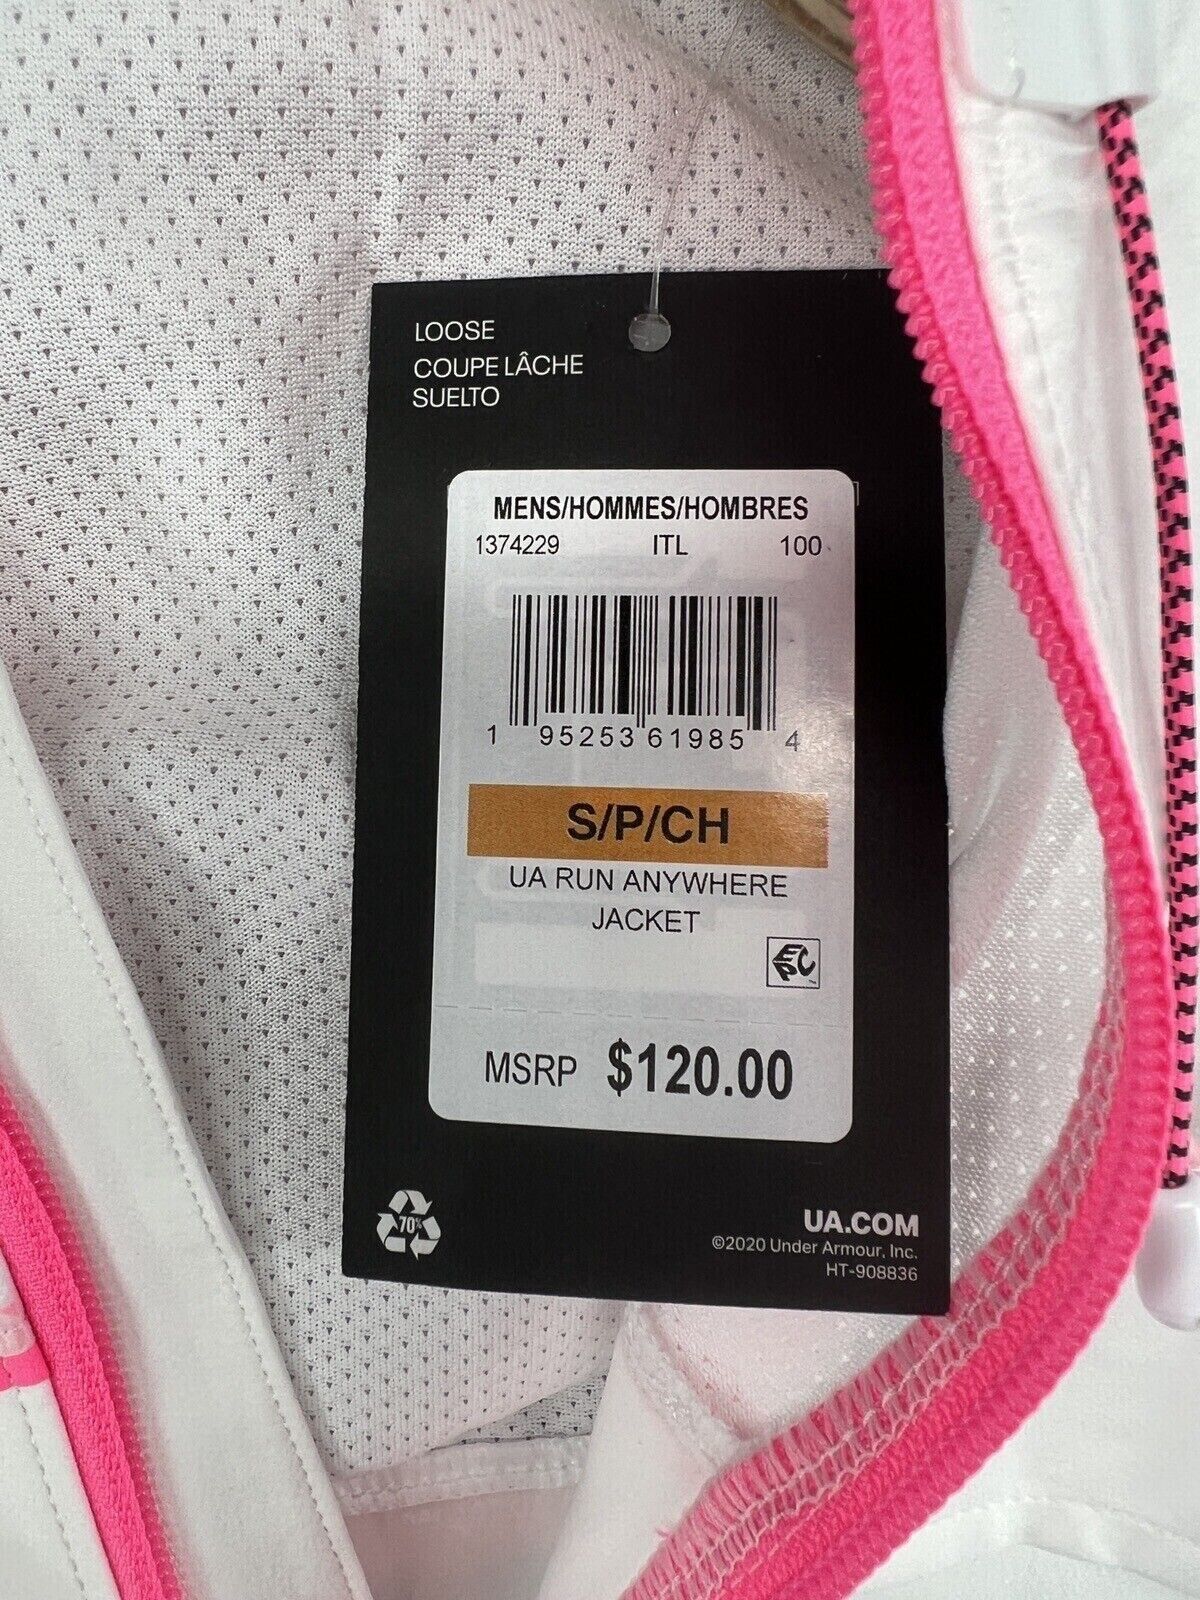 LOOSE
COUPE LÂCHE
SUELTO
MENS/HOMMES/HOMBRES
1374229 ITL 100
1 95253 61985 4
S/P/CH
UA RUN ANYWHERE
JACKET
EPC
MSRP $120.00
70%
UA.COM
©2020 Under Armour, Inc.
HT-908836